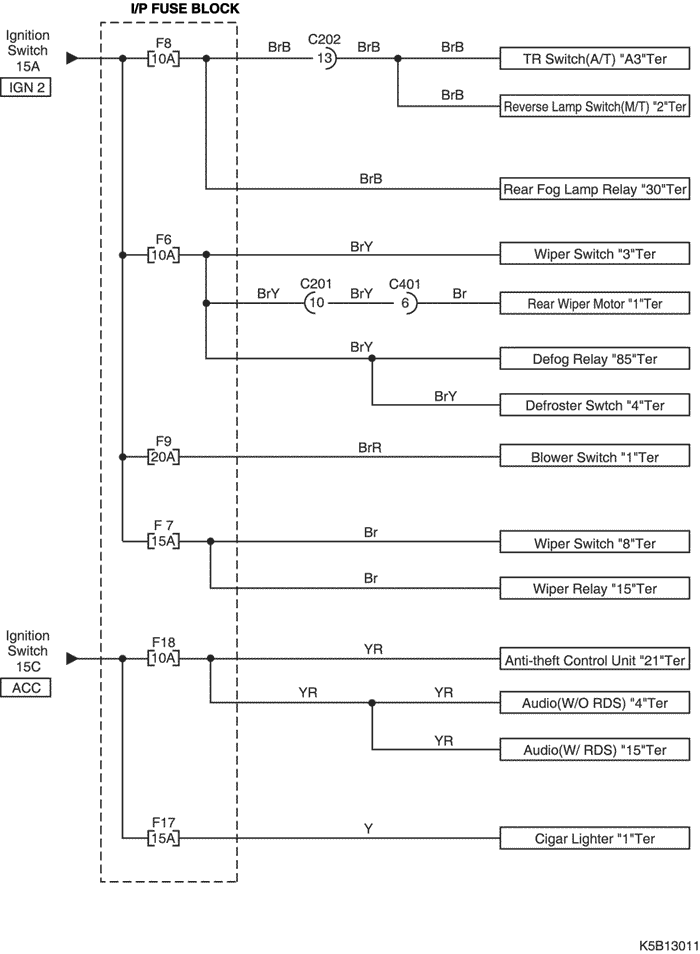 I/P FUSE BLOCK
Ignition
Switch
15A
IGN 2
F8
10A
BrB
C202
13
BrB
BrB
TR Switch(A/T) "A3"Ter
BrB
Reverse Lamp Switch(M/T) "2"Ter
BrB
Rear Fog Lamp Relay "30"Ter
F6
10A
BrY
Wiper Switch "3"Ter
BrY
C201
10
BrY
C401
6
Br
Rear Wiper Motor "1"Ter
BrY
Defog Relay "85"Ter
BrY
Defroster Swtch "4"Ter
F9
20A
BrR
Blower Switch "1"Ter
F 7
15A
Br
Wiper Switch "8"Ter
Br
Wiper Relay "15"Ter
Ignition
Switch
15C
ACC
F18
10A
YR
Anti-theft Control Unit "21"Ter
YR
YR
Audio(W/O RDS) "4"Ter
YR
Audio(W/ RDS) "15"Ter
F17
15A
Y
Cigar Lighter "1"Ter
K5B13011